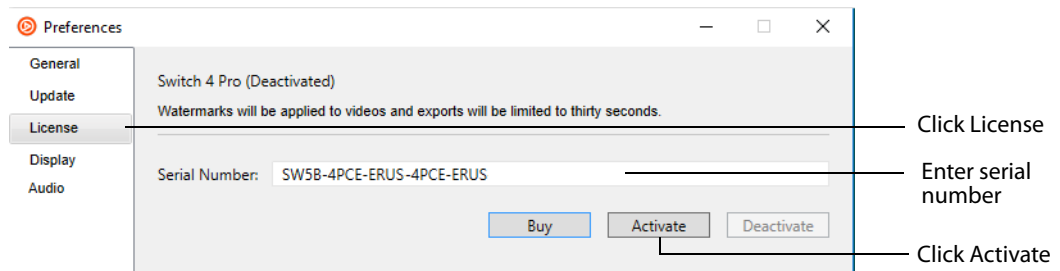 Preferences
General
Update
License
Display
Audio
Switch 4 Pro (Deactivated)
Watermarks will be applied to videos and exports will be limited to thirty seconds.
Serial Number: SW5B-4PCE-ERUS-4PCE-ERUS
Buy Activate Deactivate
Click License
Enter serial
number
Click Activate